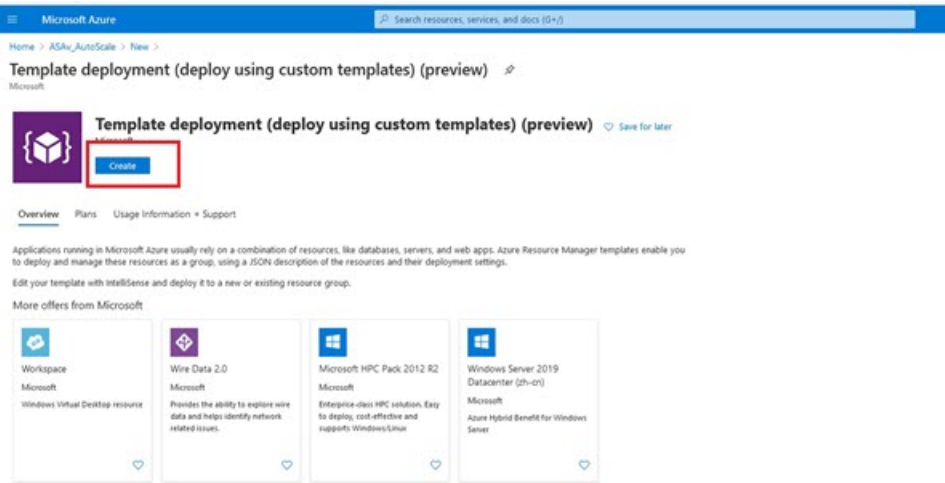 Microsoft Azure
Search resources, services, and docs (G+/)
Home > ASAv_AutoScale > New >
Template deployment (deploy using custom templates) (preview)
Microsoft
Template deployment (deploy using custom templates) (preview)
Save for later
Microsoft
Create
Overview Plans Usage Information + Support
Applications running in Microsoft Azure usually rely on a combination of resources, like databases, servers, and web apps. Azure Resource Manager templates enable you
to deploy and manage these resources as a group, using a JSON description of the resources and their deployment settings.
Edit your template with IntelliSense and deploy it to a new or existing resource group.
More offers from Microsoft
Workspace
Microsoft
Windows Virtual Desktop resource
Wire Data 2.0
Microsoft
Provides the ability to explore wire
data and helps identify network
related issues.
Microsoft HPC Pack 2012 R2
Microsoft
Enterprise-class HPC solution. Easy
to deploy, cost-effective and
supports Windows/Linux
Windows Server 2019
Datacenter (zh-cn)
Microsoft
Azure Hybrid Benefit for Windows
Server